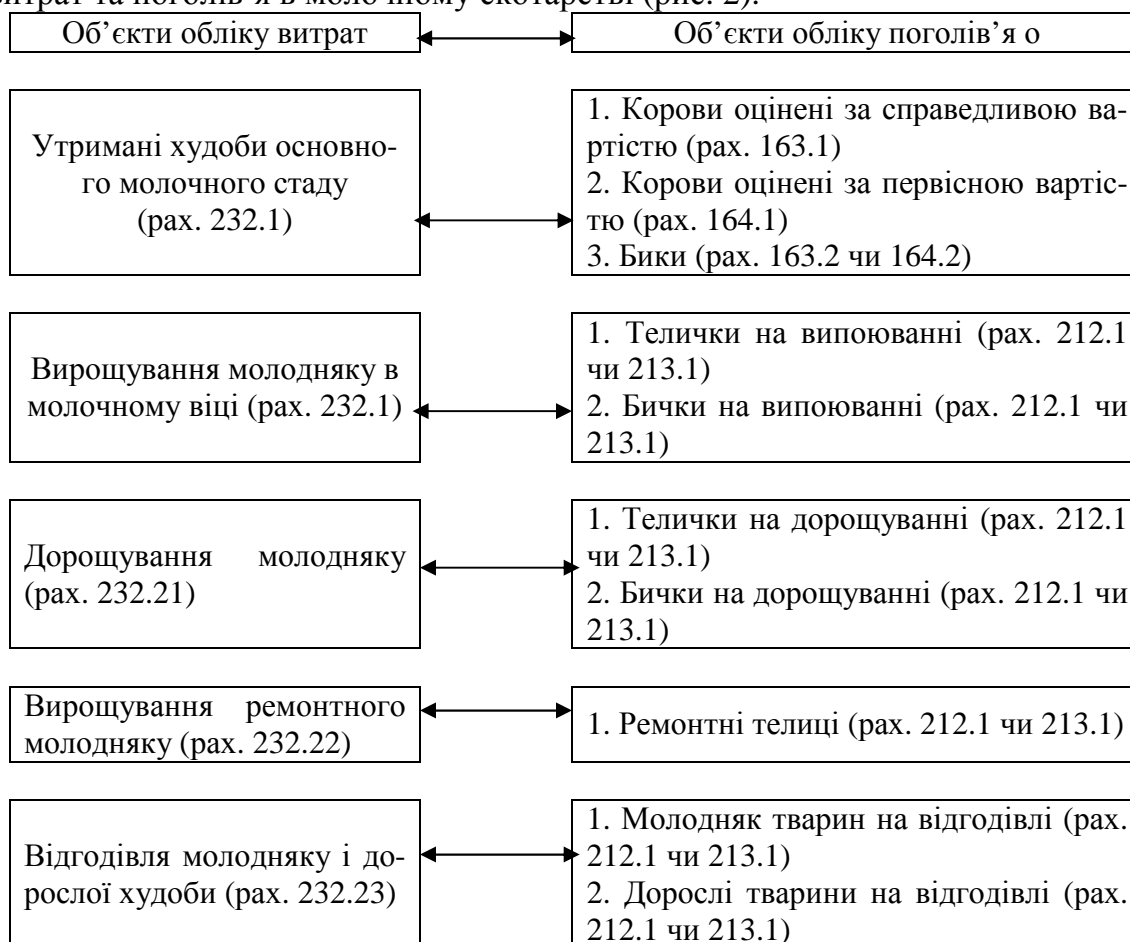 Об’єкти обліку витрат
Об’єкти обліку поголів’я о
Утримані худоби основно-
го молочного стаду
(рах. 232.1)
1. Корови оцінені за справедливою ва-
ртістю (рах. 163.1)
2. Корови оцінені за первісною вартіс-
тю (рах. 164.1)
3. Бики (рах. 163.2 чи 164.2)
Вирощування молодняку в
молочному віці (рах. 232.1)
1. Телички на випоюванні (рах. 212.1
чи 213.1)
2. Бички на випоюванні (рах. 212.1 чи
213.1)
Дорощування молодняку
(рах. 232.21)
1. Телички на дорощуванні (рах. 212.1
чи 213.1)
2. Бички на дорощуванні (рах. 212.1 чи
213.1)
Вирощування ремонтного
молодняку (рах. 232.22)
1. Ремонтні телиці (рах. 212.1 чи 213.1)
Відгодівля молодняку і до-
рослої худоби (рах. 232.23)
1. Молодняк тварин на відгодівлі (рах.
212.1 чи 213.1)
2. Дорослі тварини на відгодівлі (рах.
212.1 чи 213.1)